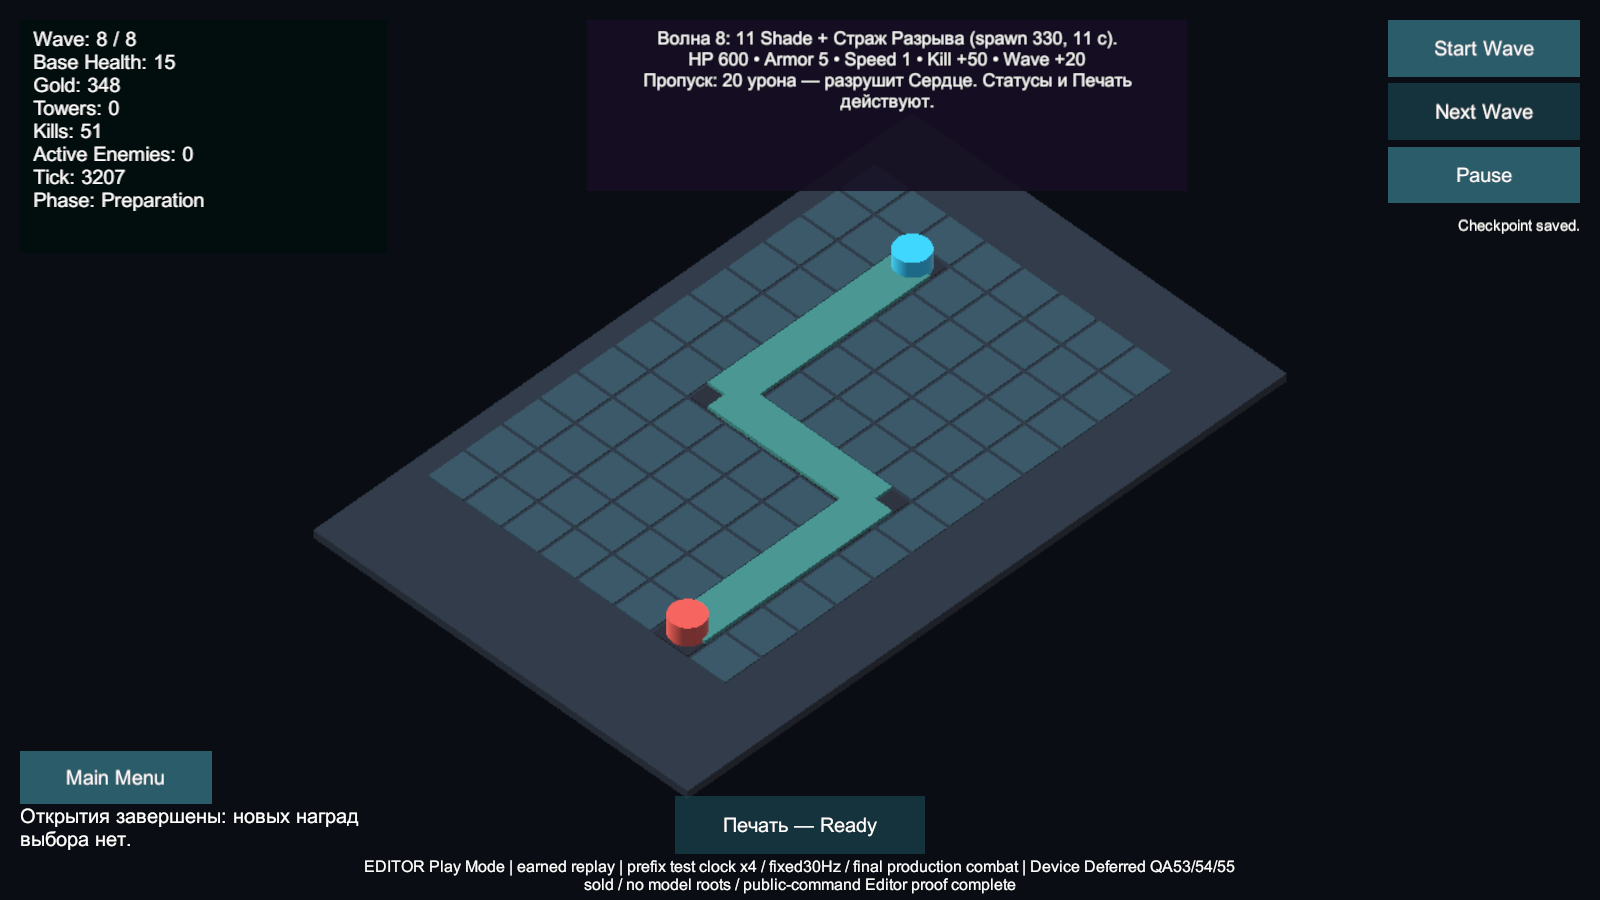 Wave: 8 / 8
Base Health: 15
Gold: 348
Towers: 0
Kills: 51
Active Enemies: 0
Tick: 3207
Phase: Preparation
Волна 8: 11 Shade + Страж Разрыва (spawn 330, 11 с).
HP 600 • Armor 5 • Speed 1 • Kill +50 • Wave +20
Пропуск: 20 урона — разрушит Сердце. Статусы и Печать
действуют.
Start Wave
Next Wave
Pause
Checkpoint saved.
Main Menu
Открытия завершены: новых наград
выбора нет.
Печать — Ready
EDITOR Play Mode | earned replay | prefix test clock x4 / fixed30Hz / final production combat | Device Deferred QA53/54/55
sold / no model roots / public-command Editor proof complete